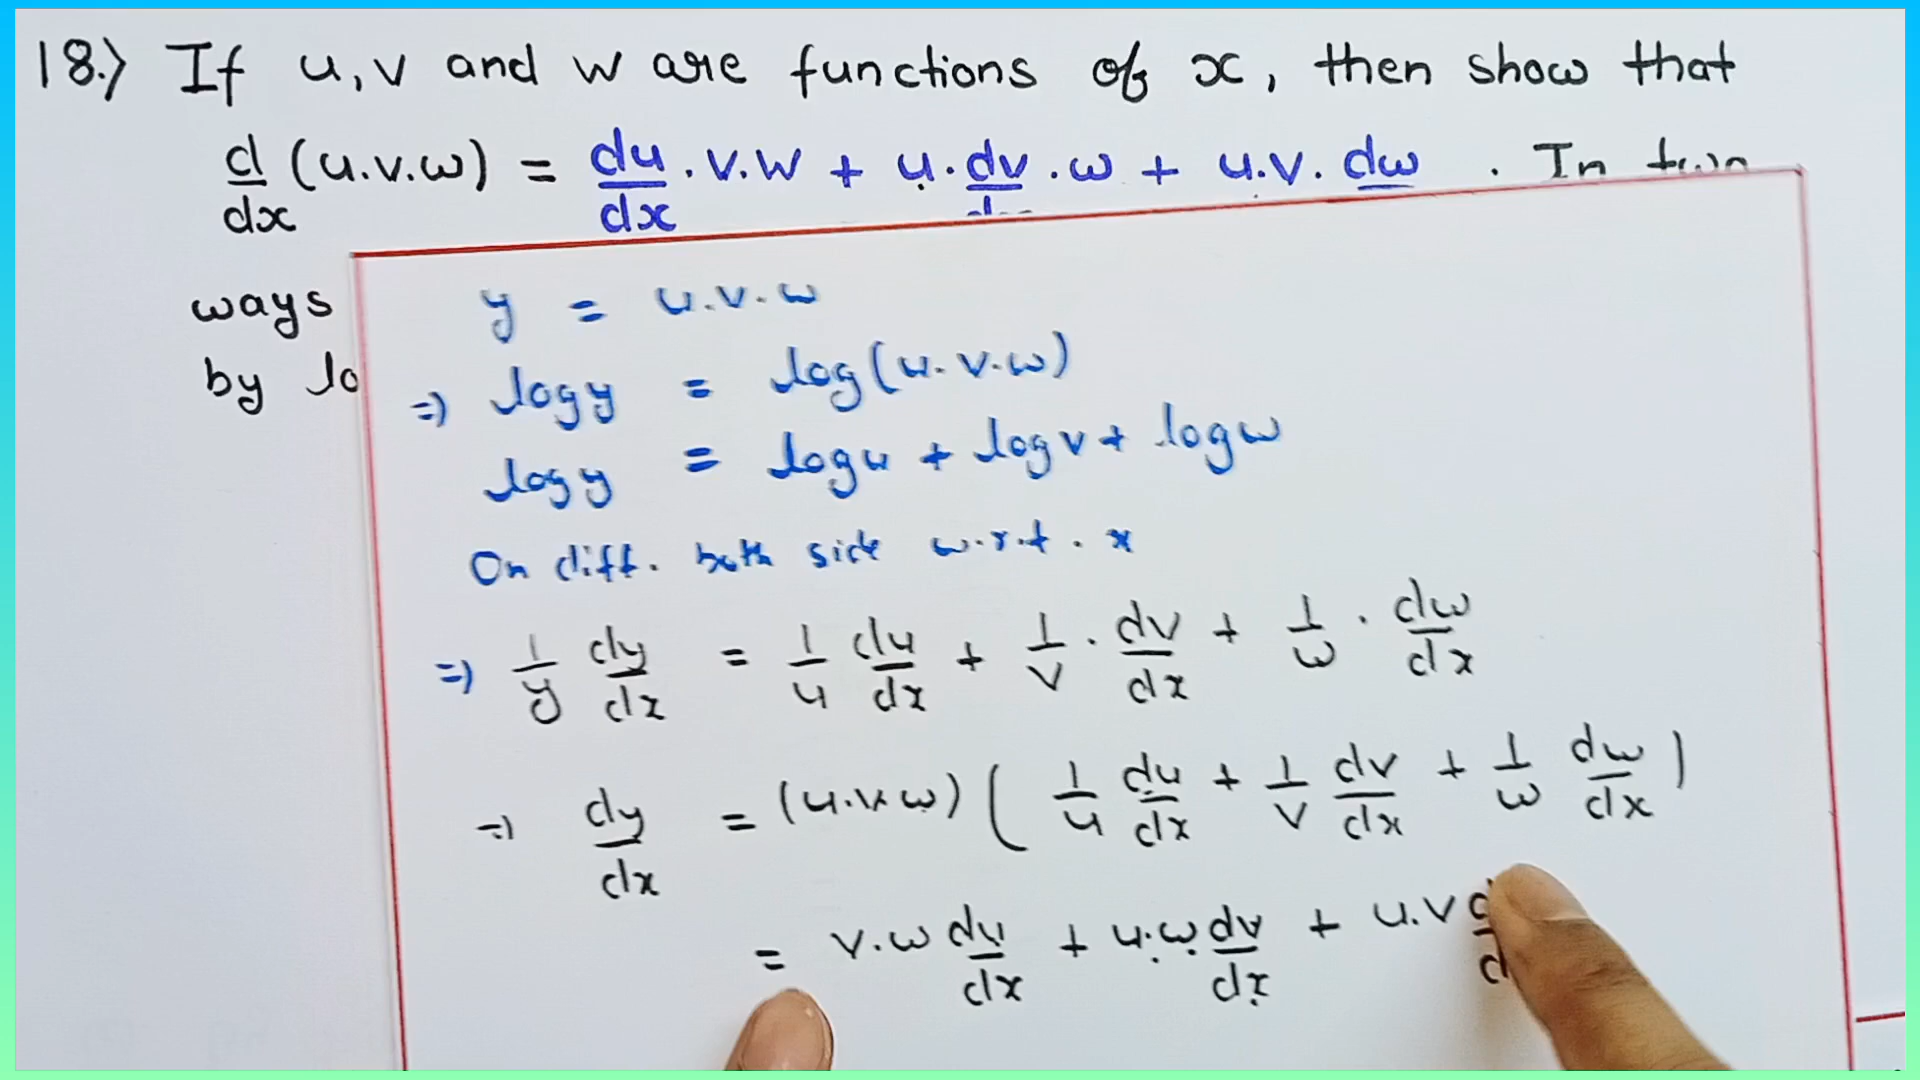 18.) If u, v and w are functions of x, then show that
d/dx (u.v.w) = du/dx . v.w + u. dv/dx . w + u.v. dw . In two
ways
by lo
y = u.v.w
=) log y = log(u.v.w)
log y = log u + log v + log w
On diff. both side w.r.t. x
=) 1/y dy/dx = 1/u du/dx + 1/v . dv/dx + 1/w . dw/dx
=) dy/dx = (u.v.w) ( 1/u du/dx + 1/v dv/dx + 1/w dw/dx )
= v.w du/dx + u.w dv/dx + u.v